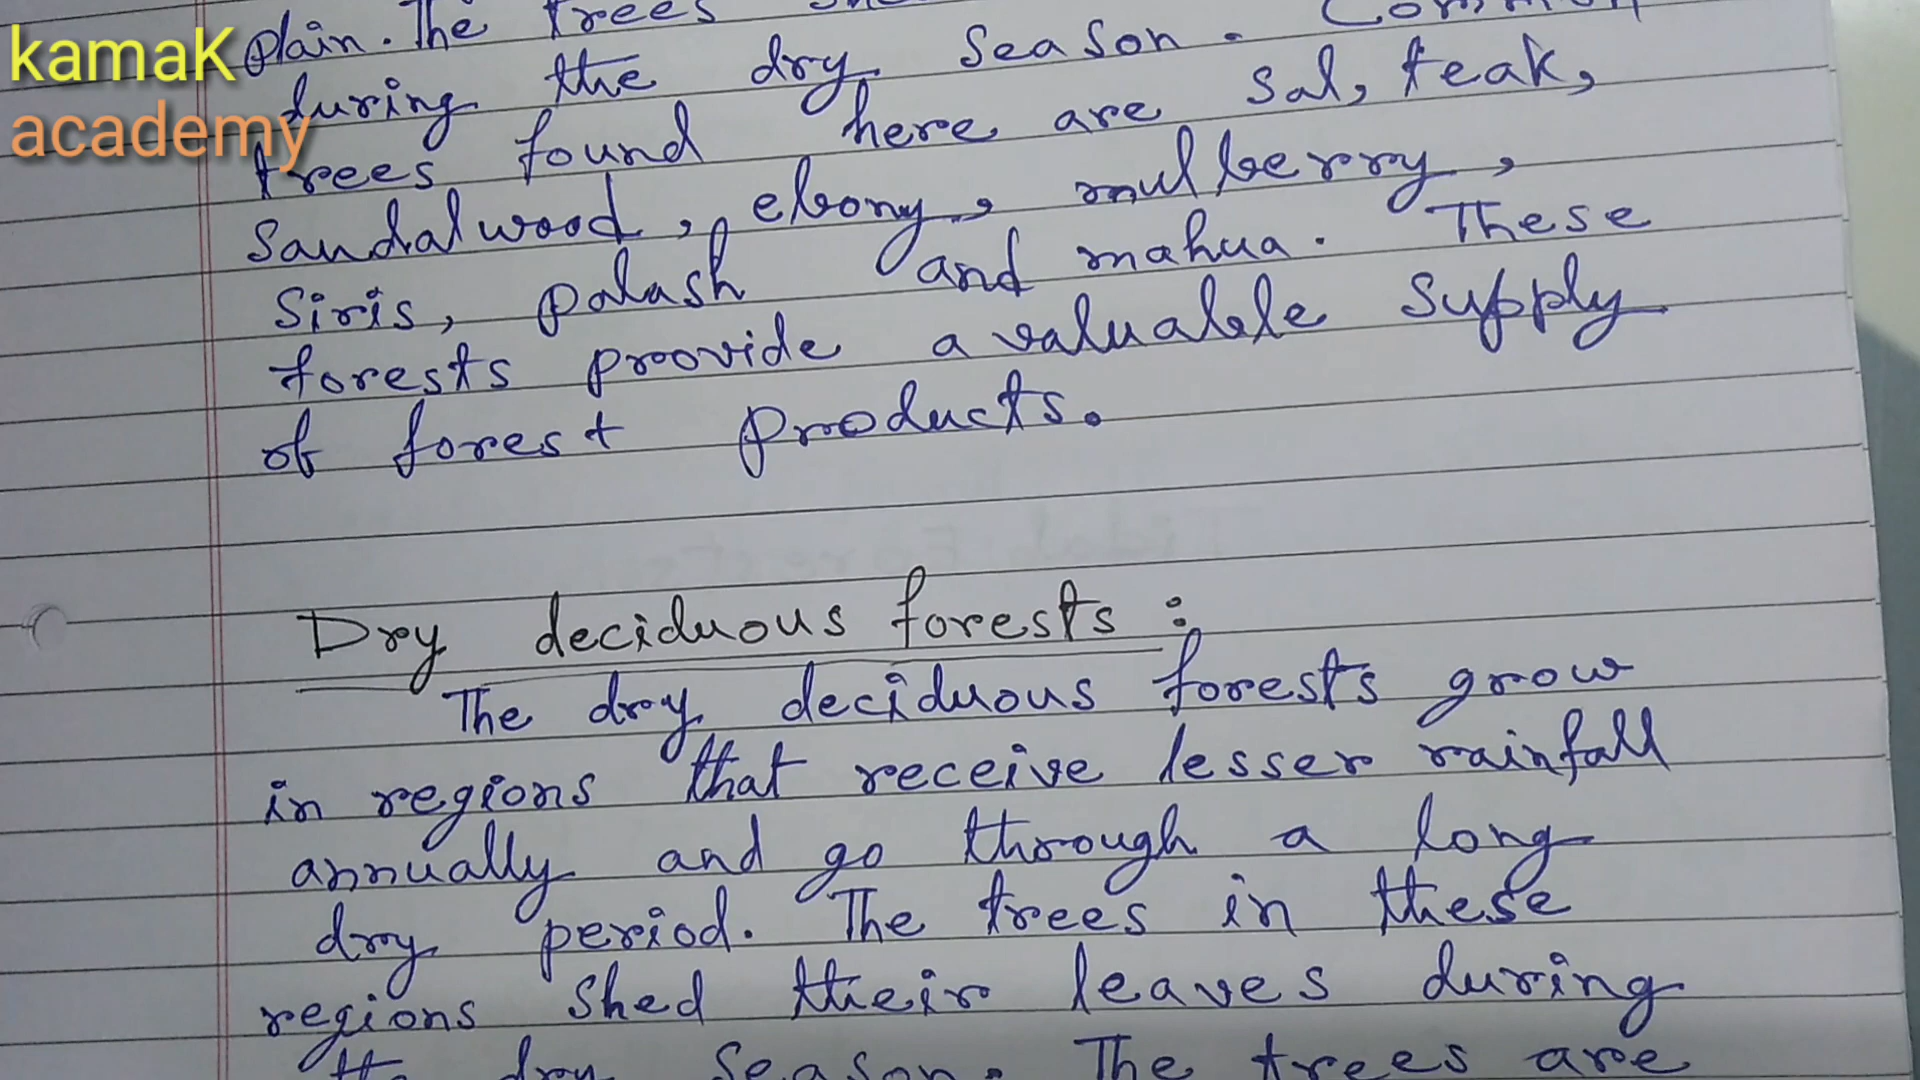 kamaK
academy
plain. The trees
during the dry season. Common
trees found here are sal, teak,
Sandalwood, ebony, mulberry,
Siris, palash and mahua. These
forests provide a valuable supply
of forest products.
Dry deciduous forests :
The dry deciduous forests grow
in regions that receive lesser rainfall
annually and go through a long
dry period. The trees in these
regions shed their leaves during
the dry season. The trees are